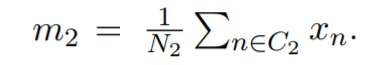 m₂ = 1/N₂ ∑n∈C₂ xn.